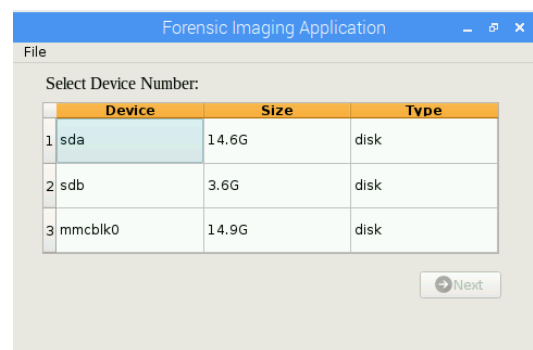 Forensic Imaging Application
File
Select Device Number:
Device Size Type
1 sda 14.6G disk
2 sdb 3.6G disk
3 mmcblk0 14.9G disk
Next